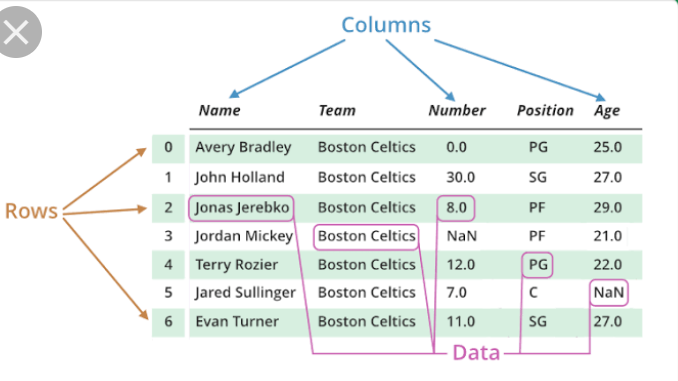 Columns
Name Team Number Position Age
0 Avery Bradley Boston Celtics 0.0 PG 25.0
1 John Holland Boston Celtics 30.0 SG 27.0
Rows 2 Jonas Jerebko Boston Celtics 8.0 PF 29.0
3 Jordan Mickey Boston Celtics NaN PF 21.0
4 Terry Rozier Boston Celtics 12.0 PG 22.0
5 Jared Sullinger Boston Celtics 7.0 C NaN
6 Evan Turner Boston Celtics 11.0 SG 27.0
Data